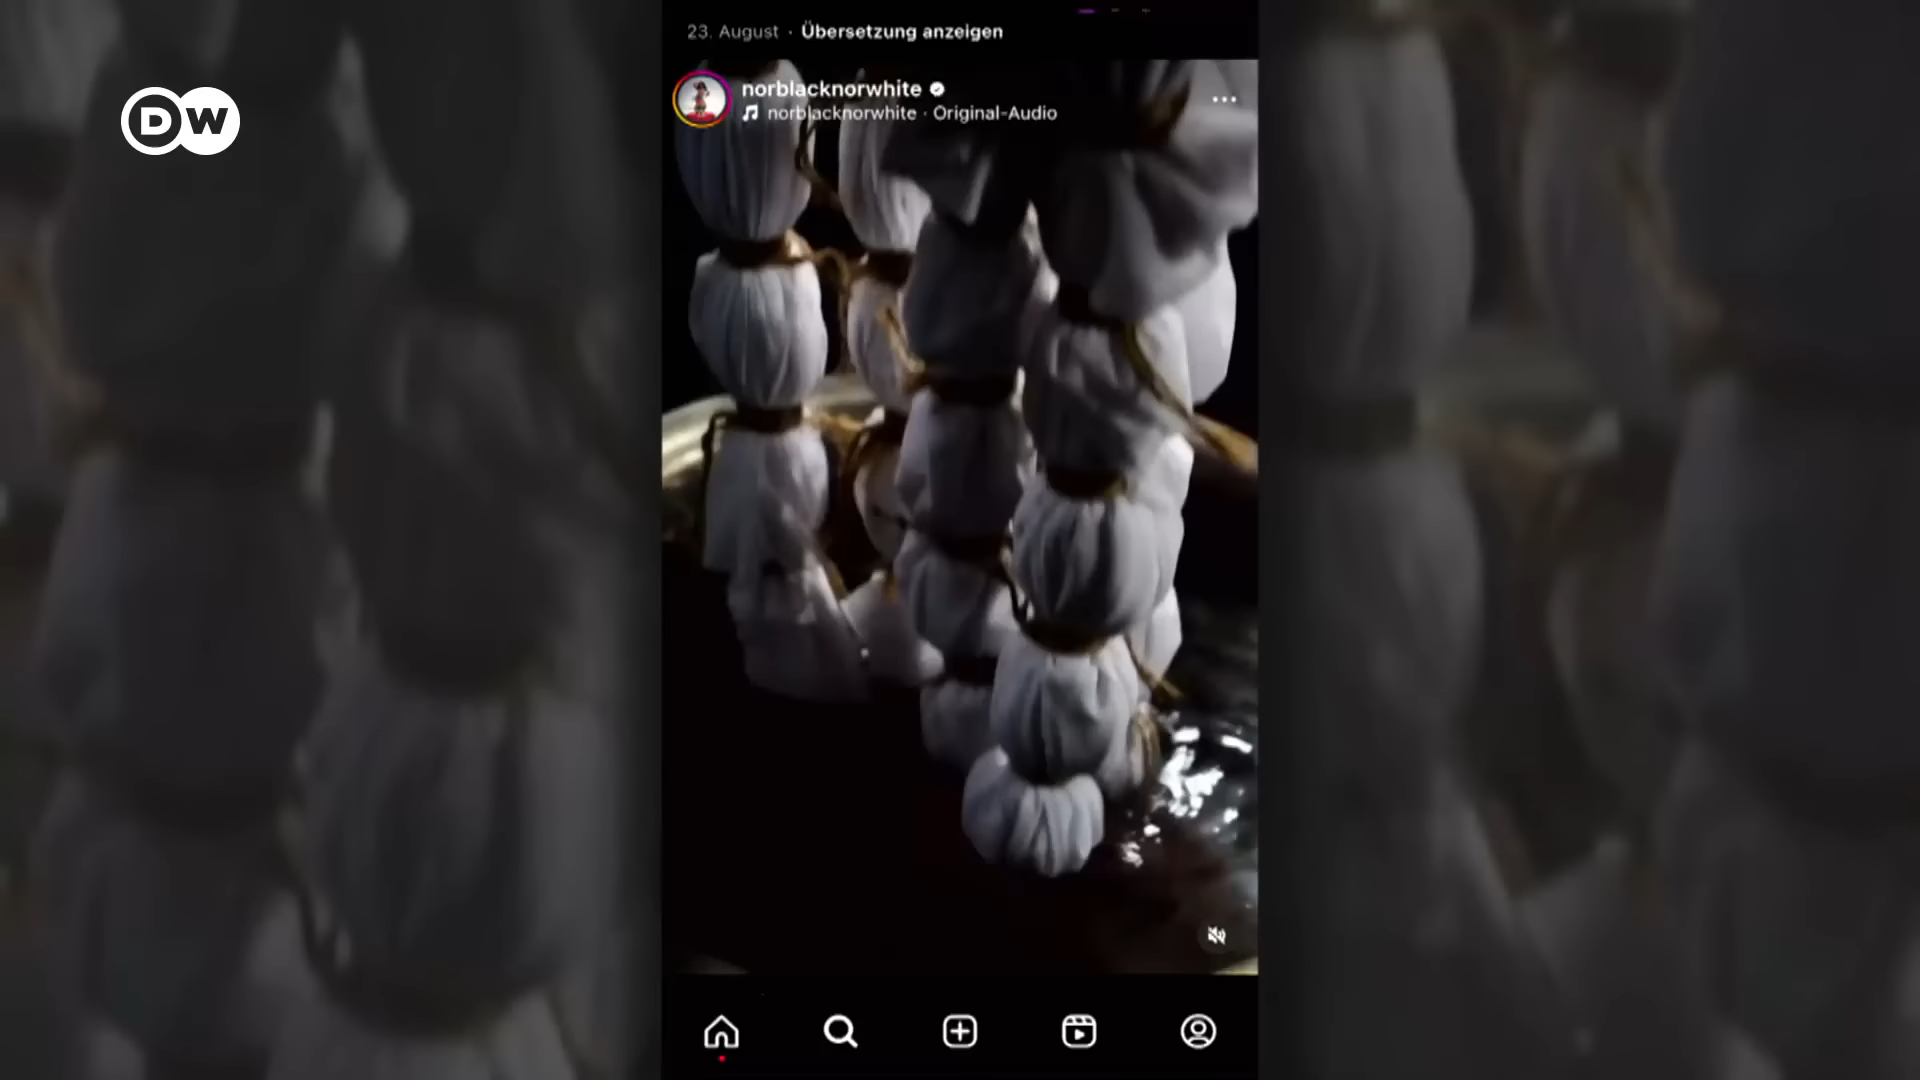 23. August · Übersetzung anzeigen
DW
norblacknorwhite
norblacknorwhite · Original-Audio